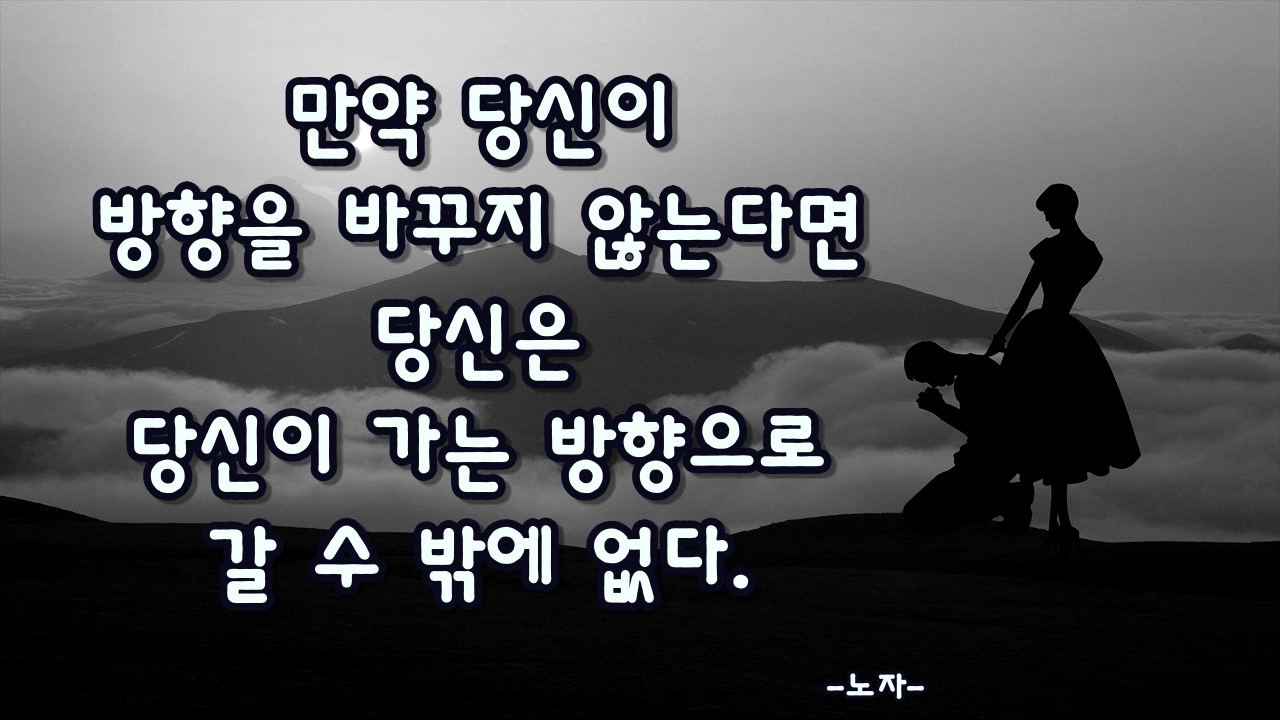 만약 당신이
방향을 바꾸지 않는다면
당신은
당신이 가는 방향으로
갈 수 밖에 없다.
-노자-